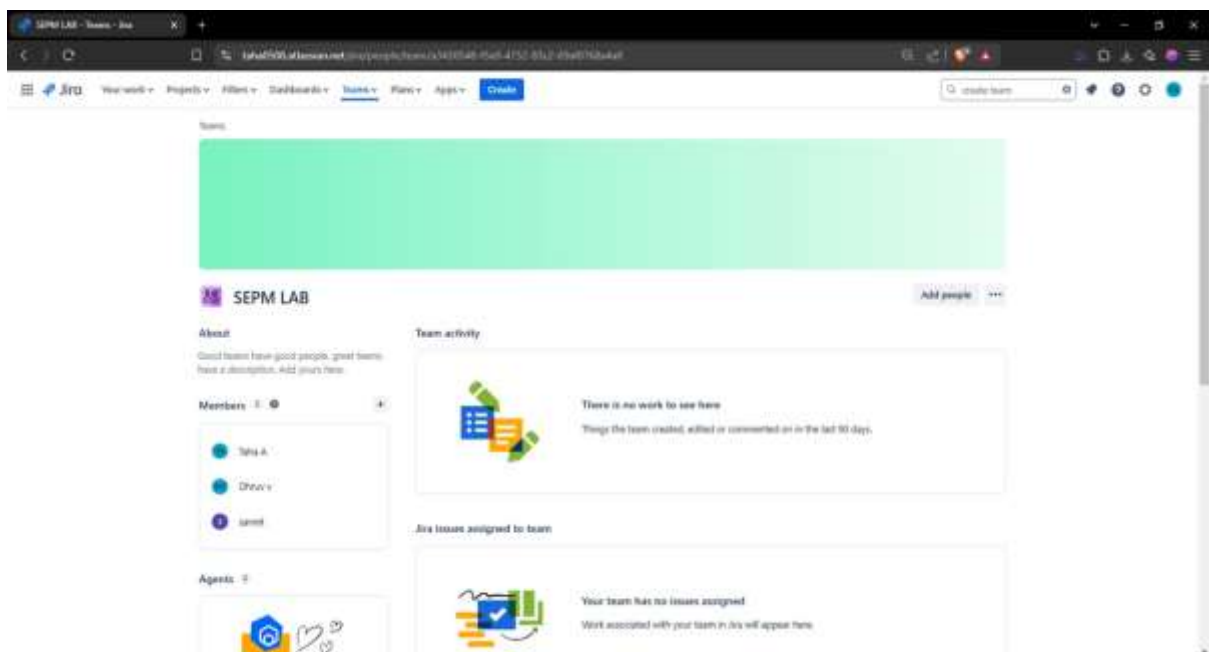 SEPM LAB - Teams - Jira
Jira Your work Projects Filters Dashboards Teams Plans Apps Create
create team
Teams
SEPM LAB
Add people
About
Team activity
Good teams have good people, great teams
have a description. Add yours here.
Members
There is no work to see here
Things the team created, edited or commented on in the last 90 days.
Taha A
Dhruv v
Jira issues assigned to team
Agents
Your team has no issues assigned
Work associated with your team in Jira will appear here.